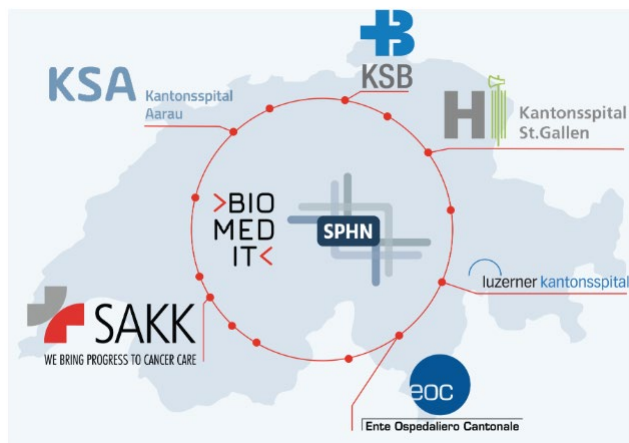 KSA Kantonsspital
Aarau
B
KSB
H Kantonsspital
St.Gallen
>BIO
MED
IT<
SPHN
luzerner kantonsspital
SAKK
WE BRING PROGRESS TO CANCER CARE
eoc
Ente Ospedaliero Cantonale